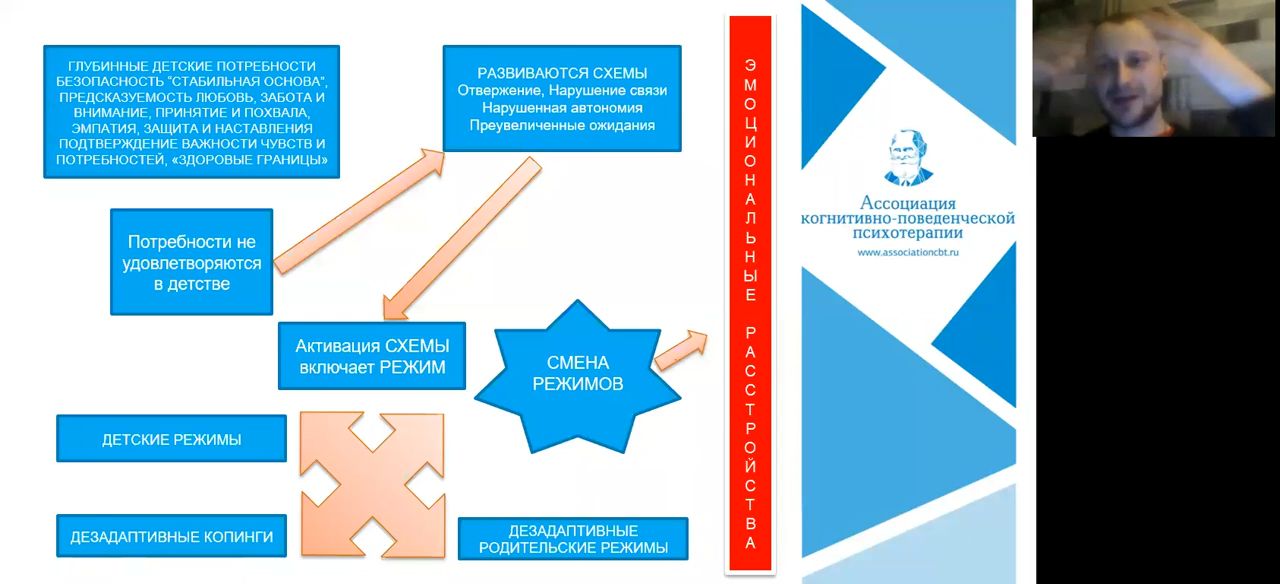 ГЛУБИННЫЕ ДЕТСКИЕ ПОТРЕБНОСТИ
БЕЗОПАСНОСТЬ “СТАБИЛЬНАЯ ОСНОВА”,
ПРЕДСКАЗУЕМОСТЬ ЛЮБОВЬ, ЗАБОТА И
ВНИМАНИЕ, ПРИНЯТИЕ И ПОХВАЛА,
ЭМПАТИЯ, ЗАЩИТА И НАСТАВЛЕНИЯ
ПОДТВЕРЖДЕНИЕ ВАЖНОСТИ ЧУВСТВ И
ПОТРЕБНОСТЕЙ, «ЗДОРОВЫЕ ГРАНИЦЫ»
РАЗВИВАЮТСЯ СХЕМЫ
Отвержение, Нарушение связи
Нарушенная автономия
Преувеличенные ожидания
Потребности не
удовлетворяются
в детстве
Активация СХЕМЫ
включает РЕЖИМ
СМЕНА
РЕЖИМОВ
ДЕТСКИЕ РЕЖИМЫ
ДЕЗАДАПТИВНЫЕ КОПИНГИ
ДЕЗАДАПТИВНЫЕ
РОДИТЕЛЬСКИЕ РЕЖИМЫ
ЭМОЦИОНАЛЬНЫЕ РАССТРОЙСТВА
Ассоциация
когнитивно-поведенческой
психотерапии
www.associationcbt.ru